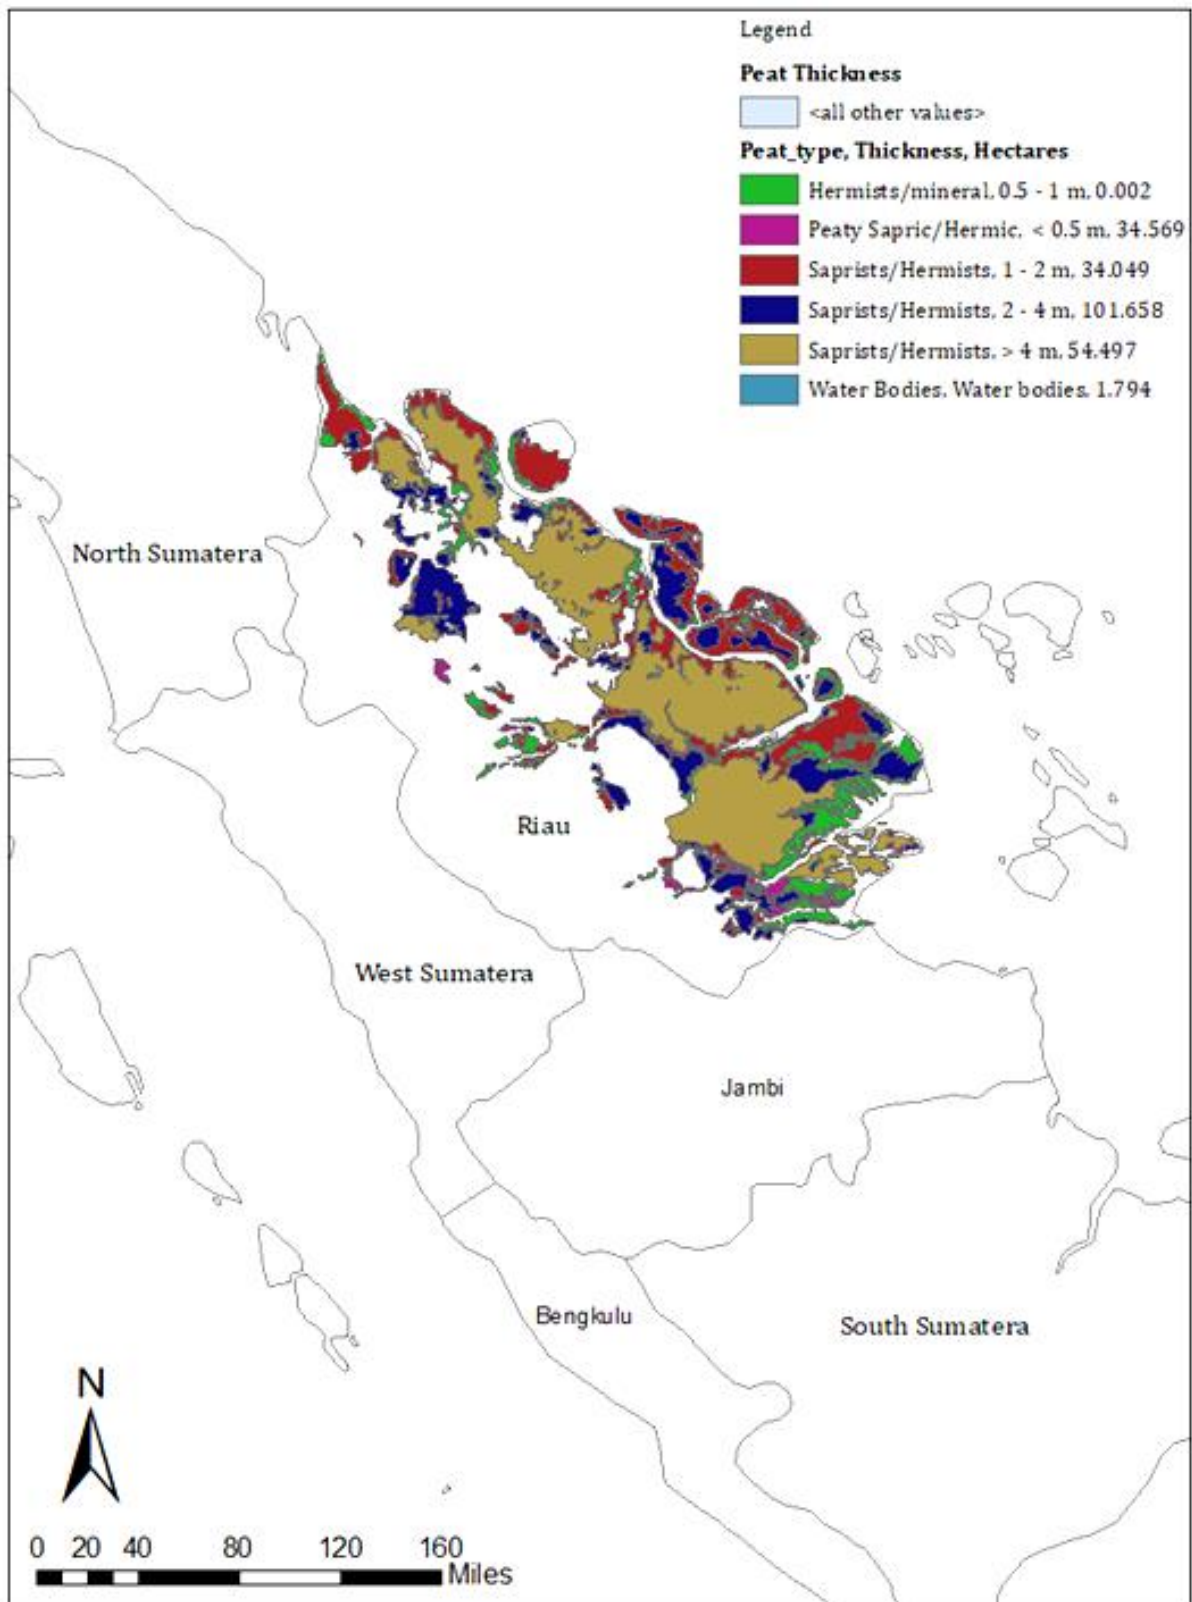 Legend
Peat Thickness
<all other values>
Peat_type, Thickness, Hectares
Hermists/mineral, 0.5 - 1 m, 0.002
Peaty Sapric/Hermic, < 0.5 m, 34.569
Saprists/Hermists, 1 - 2 m, 34.049
Saprists/Hermists, 2 - 4 m, 101.658
Saprists/Hermists, > 4 m, 54.497
Water Bodies, Water bodies, 1.794
North Sumatera
Riau
West Sumatera
Jambi
Bengkulu
South Sumatera
N
0 20 40 80 120 160
Miles